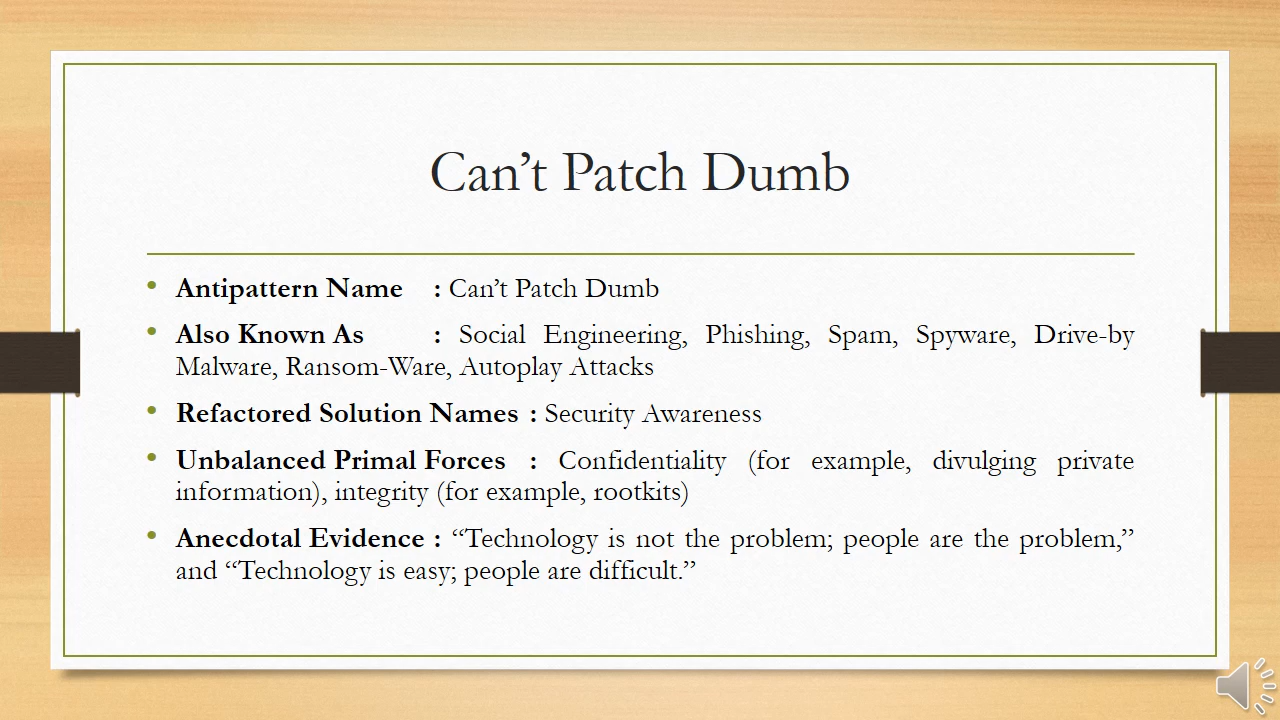 Can’t Patch Dumb
• Antipattern Name : Can’t Patch Dumb
• Also Known As : Social Engineering, Phishing, Spam, Spyware, Drive-by
Malware, Ransom-Ware, Autoplay Attacks
• Refactored Solution Names : Security Awareness
• Unbalanced Primal Forces : Confidentiality (for example, divulging private
information), integrity (for example, rootkits)
• Anecdotal Evidence : “Technology is not the problem; people are the problem,”
and “Technology is easy; people are difficult.”